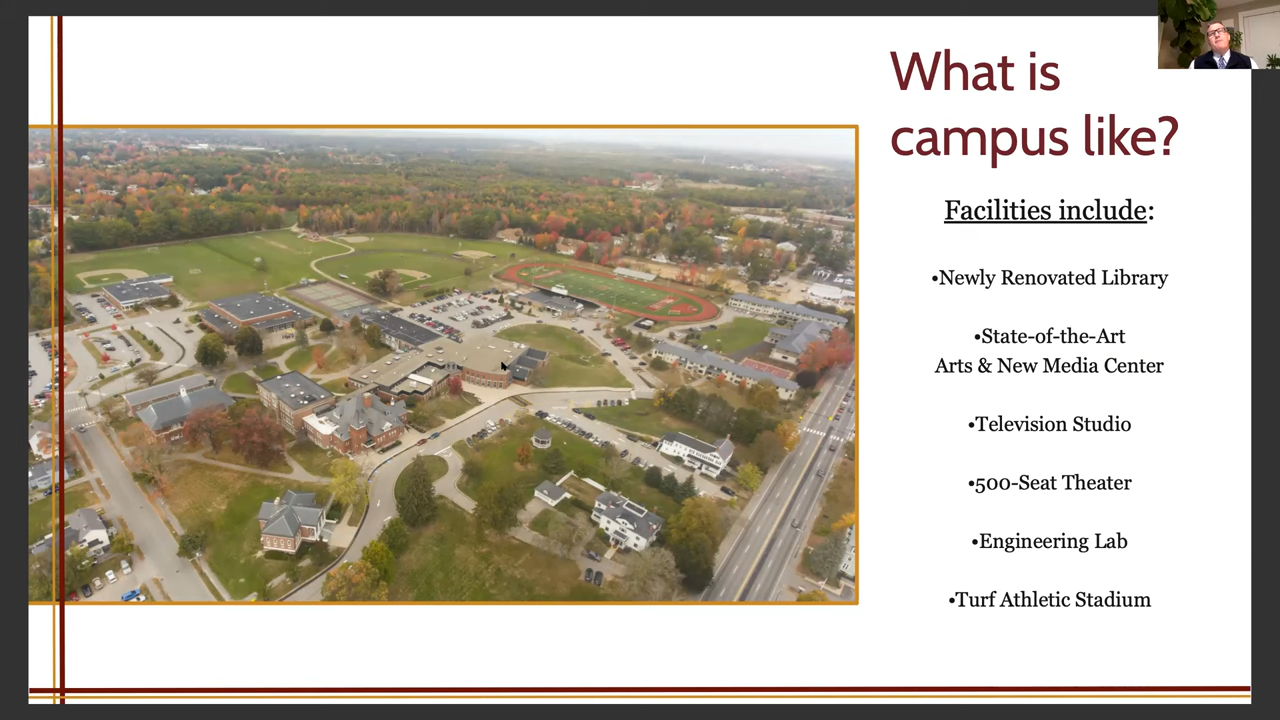 What is
campus like?
Facilities include:
•Newly Renovated Library
•State-of-the-Art
Arts & New Media Center
•Television Studio
•500-Seat Theater
•Engineering Lab
•Turf Athletic Stadium